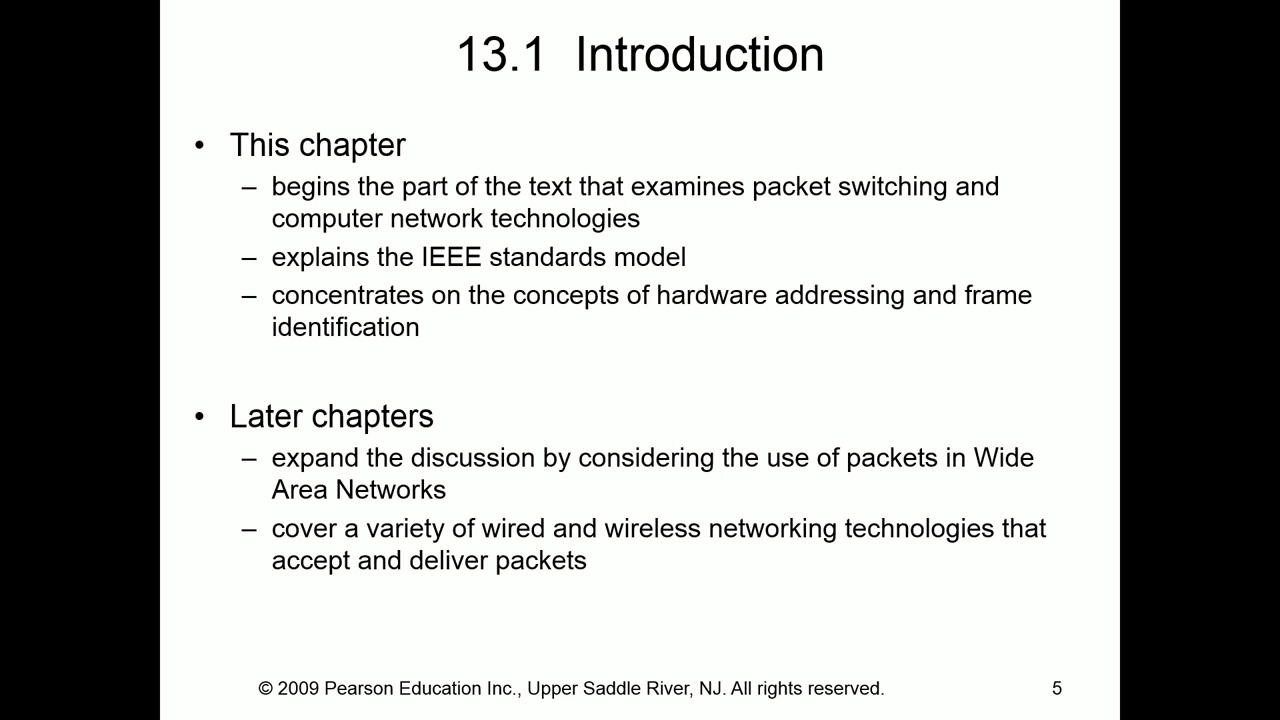 13.1 Introduction
• This chapter
– begins the part of the text that examines packet switching and
computer network technologies
– explains the IEEE standards model
– concentrates on the concepts of hardware addressing and frame
identification
• Later chapters
– expand the discussion by considering the use of packets in Wide
Area Networks
– cover a variety of wired and wireless networking technologies that
accept and deliver packets
© 2009 Pearson Education Inc., Upper Saddle River, NJ. All rights reserved. 5